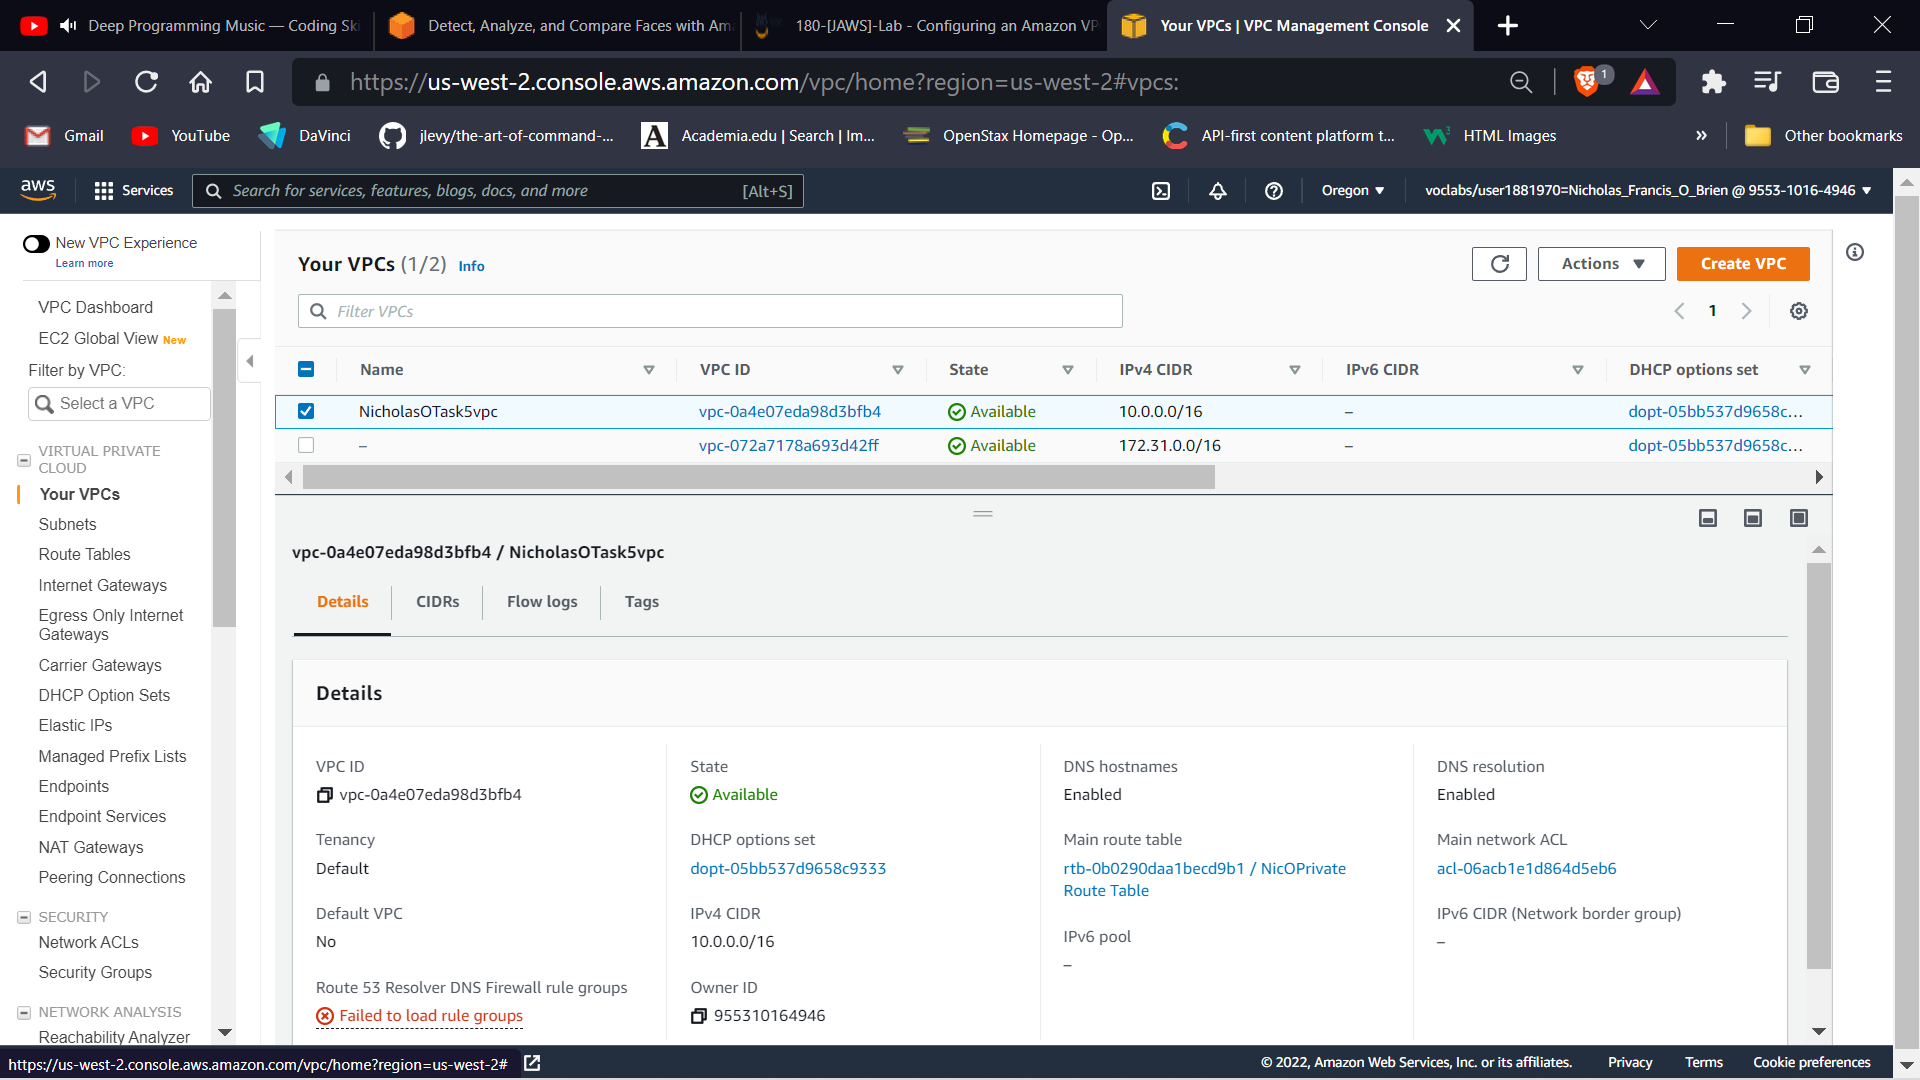 Deep Programming Music — Coding Ski
Detect, Analyze, and Compare Faces with Am
180-[JAWS]-Lab - Configuring an Amazon VP
Your VPCs | VPC Management Console
https://us-west-2.console.aws.amazon.com/vpc/home?region=us-west-2#vpcs:
1
Gmail
YouTube
DaVinci
jlevy/the-art-of-command-...
Academia.edu | Search | Im...
OpenStax Homepage - Op...
API-first content platform t...
HTML Images
»
Other bookmarks
aws
Services
Search for services, features, blogs, docs, and more
[Alt+S]
Oregon
voclabs/user1881970=Nicholas_Francis_O_Brien @ 9553-1016-4946
New VPC Experience
Learn more
VPC Dashboard
EC2 Global View New
Filter by VPC:
Select a VPC
VIRTUAL PRIVATE
CLOUD
Your VPCs
Subnets
Route Tables
Internet Gateways
Egress Only Internet
Gateways
Carrier Gateways
DHCP Option Sets
Elastic IPs
Managed Prefix Lists
Endpoints
Endpoint Services
NAT Gateways
Peering Connections
SECURITY
Network ACLs
Security Groups
NETWORK ANALYSIS
Reachability Analyzer
Your VPCs (1/2) Info
Actions
Create VPC
Filter VPCs
1
Name VPC ID State IPv4 CIDR IPv6 CIDR DHCP options set
NicholasOTask5vpc vpc-0a4e07eda98d3bfb4 Available 10.0.0.0/16 – dopt-05bb537d9658c...
– vpc-072a7178a693d42ff Available 172.31.0.0/16 – dopt-05bb537d9658c...
vpc-0a4e07eda98d3bfb4 / NicholasOTask5vpc
Details CIDRs Flow logs Tags
Details
VPC ID
vpc-0a4e07eda98d3bfb4
State
Available
DNS hostnames
Enabled
DNS resolution
Enabled
Tenancy
Default
DHCP options set
dopt-05bb537d9658c9333
Main route table
rtb-0b0290daa1becd9b1 / NicOPrivate
Route Table
Main network ACL
acl-06acb1e1d864d5eb6
Default VPC
No
IPv4 CIDR
10.0.0.0/16
IPv6 pool
–
IPv6 CIDR (Network border group)
–
Route 53 Resolver DNS Firewall rule groups
Failed to load rule groups
Owner ID
955310164946
https://us-west-2.console.aws.amazon.com/vpc/home?region=us-west-2#
© 2022, Amazon Web Services, Inc. or its affiliates.
Privacy
Terms
Cookie preferences